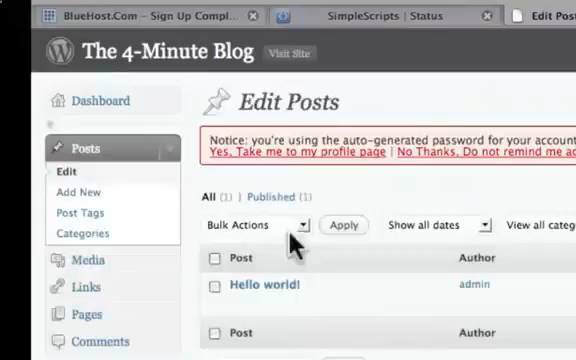 BlueHost.Com - Sign Up Compl...
SimpleScripts | Status
Edit Pos
The 4-Minute Blog
Visit Site
Dashboard
Edit Posts
Posts
Notice: you're using the auto-generated password for your account
Yes, Take me to my profile page | No Thanks, Do not remind me a
Edit
Add New
All (1) | Published (1)
Post Tags
Bulk Actions
Apply
Show all dates
View all categ
Categories
Media
Post
Author
Links
Hello world!
admin
Pages
Post
Author
Comments